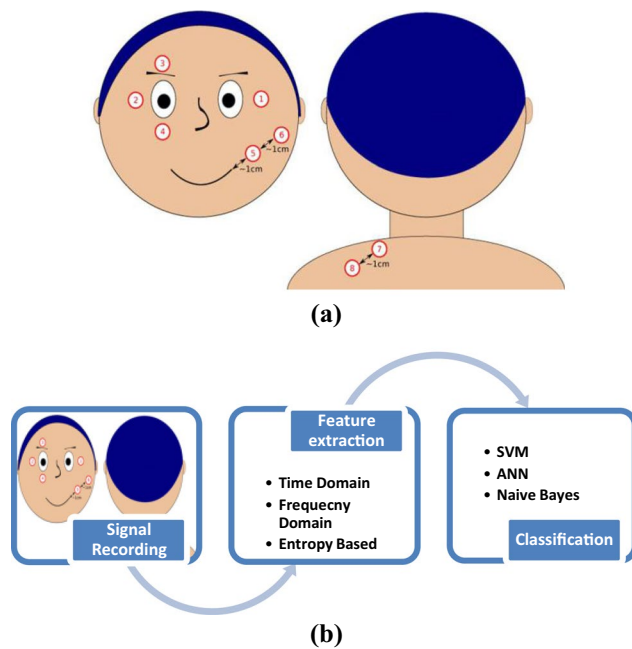 3
2
1
4
6
5
~1cm
~1cm
7
8
~1cm
(a)
Feature
extraction
• Time Domain
• Frequecny
Domain
• Entropy Based
Signal
Recording
• SVM
• ANN
• Naive Bayes
Classification
(b)